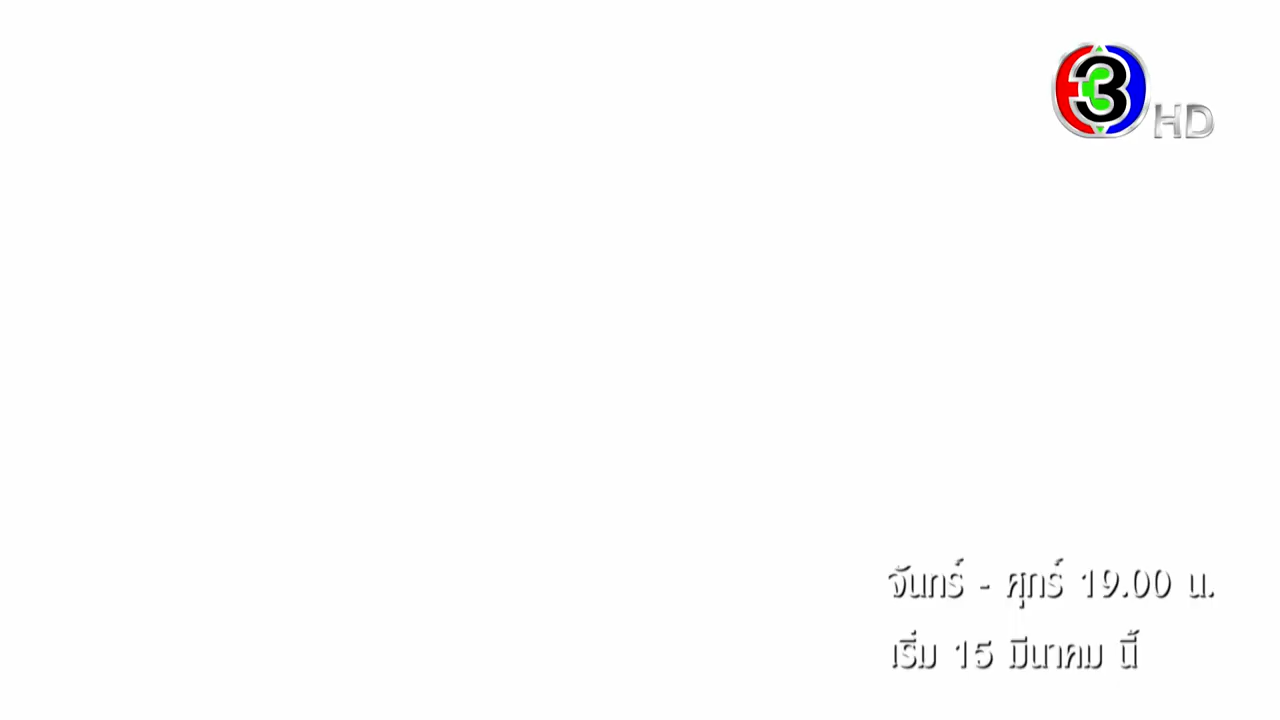 3 HD
จันทร์ - ศุกร์ 19.00 น.
เริ่ม 15 มีนาคม นี้